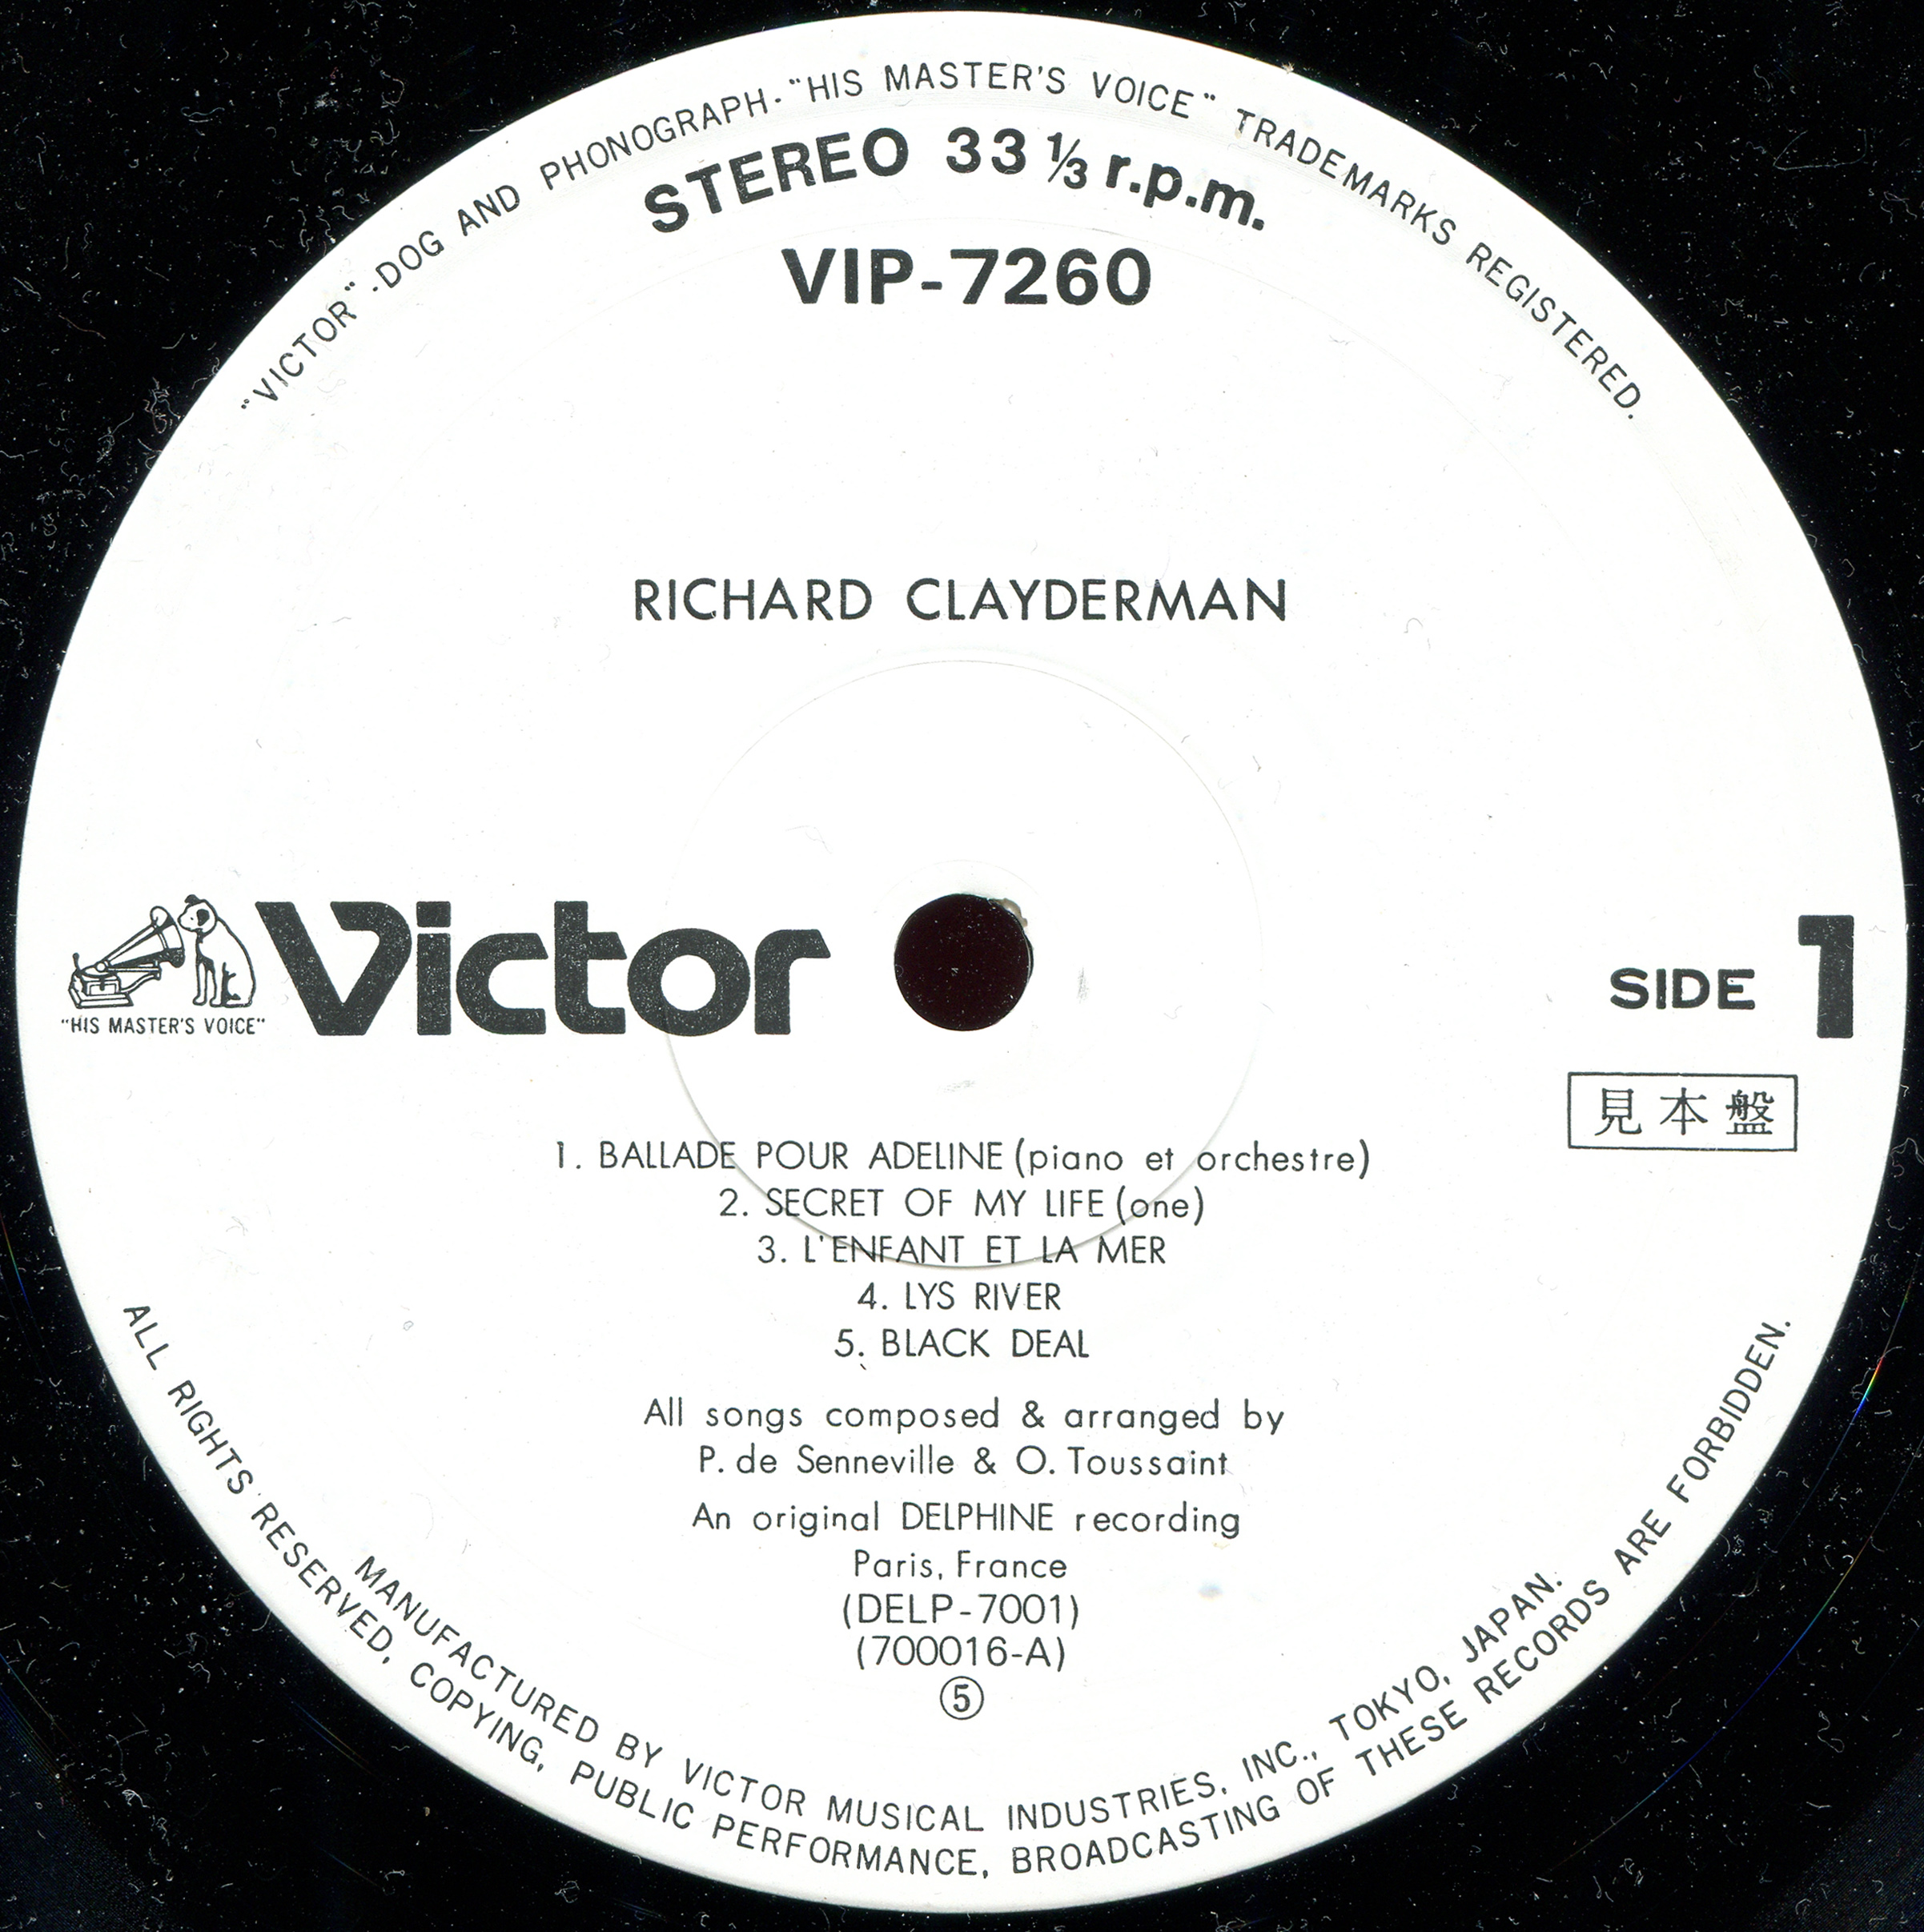 "VICTOR"-DOG AND PHONOGRAPH-"HIS MASTER'S VOICE" TRADEMARKS REGISTERED.
STEREO 33 ⅓ r.p.m.
VIP-7260
RICHARD CLAYDERMAN
Victor
"HIS MASTER'S VOICE"
SIDE 1
見本盤
1. BALLADE POUR ADELINE (piano et orchestre)
2. SECRET OF MY LIFE (one)
3. L'ENFANT ET LA MER
4. LYS RIVER
5. BLACK DEAL
All songs composed & arranged by
P. de Senneville & O. Toussaint
An original DELPHINE recording
Paris, France
(DELP-7001)
(700016-A)
⑤
MANUFACTURED BY VICTOR MUSICAL INDUSTRIES, INC., TOKYO, JAPAN.
ALL RIGHTS RESERVED, COPYING, PUBLIC PERFORMANCE, BROADCASTING OF THESE RECORDS ARE FORBIDDEN.